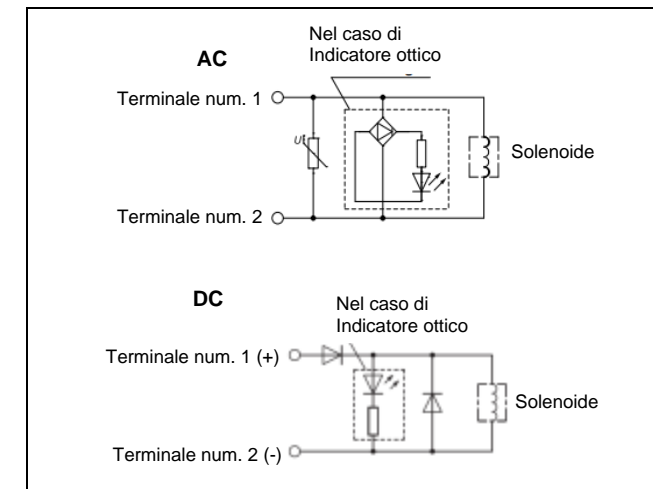 Nel caso di
Indicatore ottico
AC
Terminale num. 1
U
Solenoide
Terminale num. 2
DC
Nel caso di
Indicatore ottico
Terminale num. 1 (+)
Solenoide
Terminale num. 2 (-)